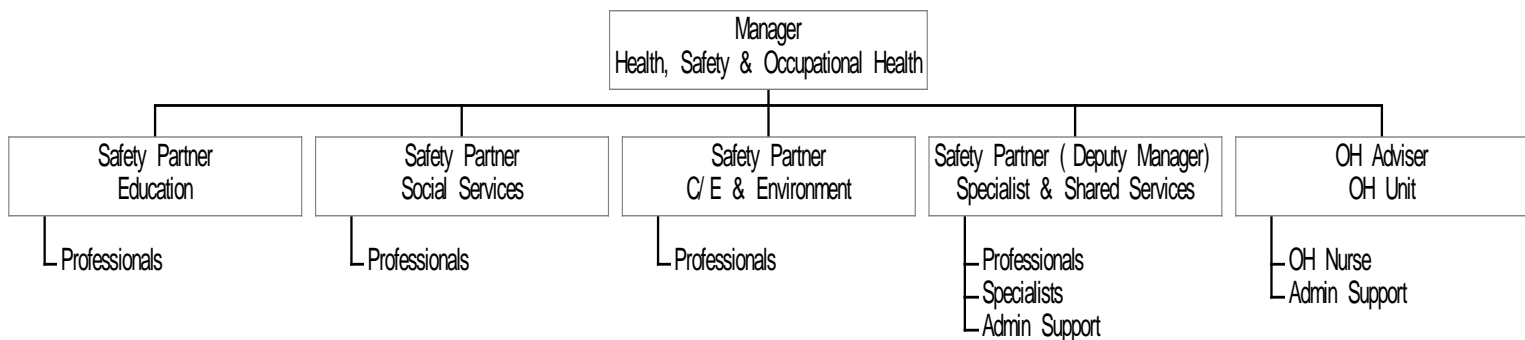 Manager
Health, Safety & Occupational Health
Safety Partner
Education
Safety Partner
Social Services
Safety Partner
C/ E & Environment
Safety Partner ( Deputy Manager)
Specialist & Shared Services
OH Adviser
OH Unit
Professionals
Professionals
Professionals
Professionals
Specialists
Admin Support
OH Nurse
Admin Support